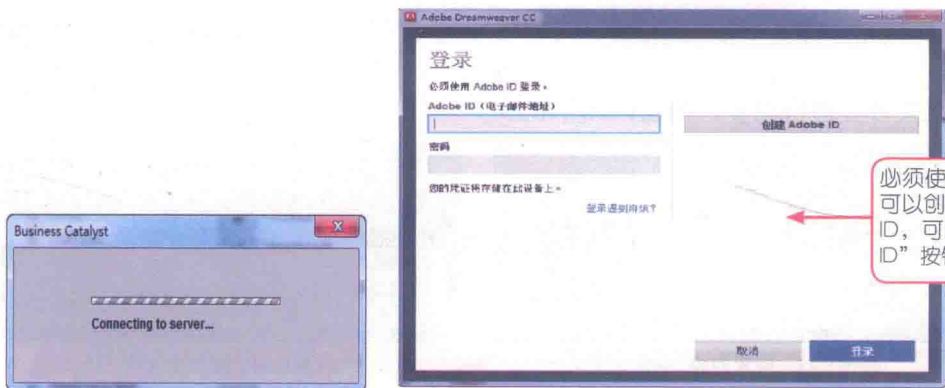 Business Catalyst
Connecting to server...
Adobe Dreamweaver CC
登录
必须使用 Adobe ID 登录。
Adobe ID（电子邮件地址）
密码
您的凭证将存储在此设备上。
登录遇到麻烦？
创建 Adobe ID
取消
登录
必须使
可以创
ID，可
ID”按钮